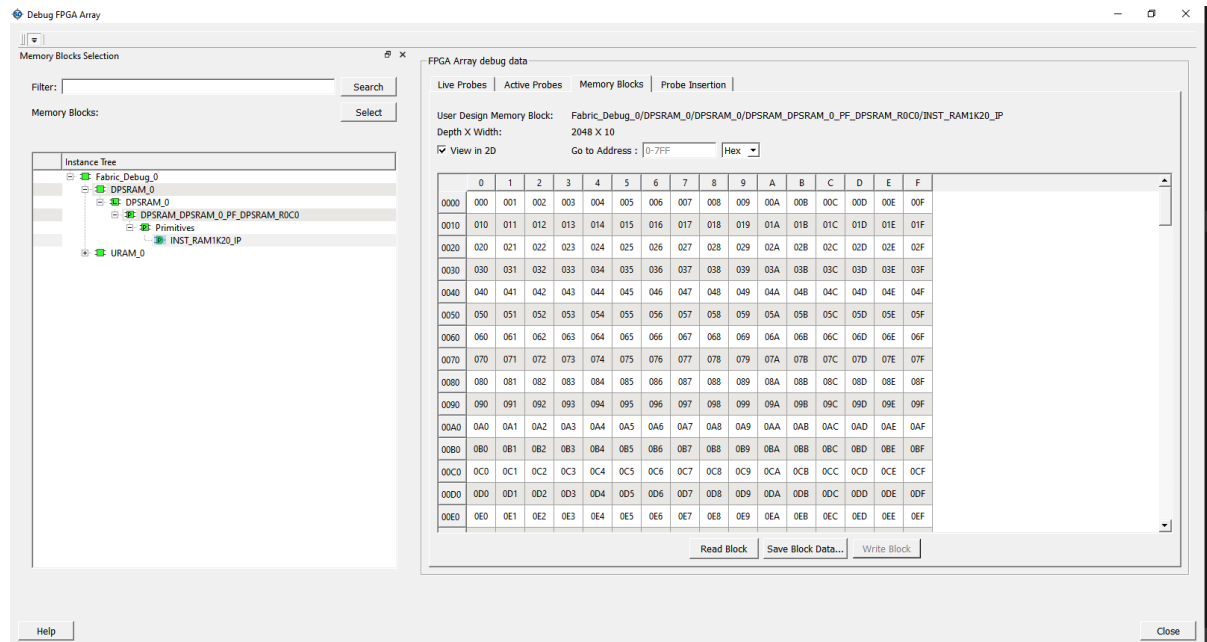 Debug FPGA Array
Memory Blocks Selection
Filter:
Search
Memory Blocks:
Select
Instance Tree
Fabric_Debug_0
DPSRAM_0
DPSRAM_0
DPSRAM_DPSRAM_0_PF_DPSRAM_R0C0
Primitives
INST_RAM1K20_IP
URAM_0
FPGA Array debug data
Live Probes Active Probes Memory Blocks Probe Insertion
User Design Memory Block: Fabric_Debug_0/DPSRAM_0/DPSRAM_0/DPSRAM_DPSRAM_0_PF_DPSRAM_R0C0/INST_RAM1K20_IP
Depth X Width: 2048 X 10
View in 2D Go to Address : 0-7FF Hex
0 1 2 3 4 5 6 7 8 9 A B C D E F
0000 000 001 002 003 004 005 006 007 008 009 00A 00B 00C 00D 00E 00F
0010 010 011 012 013 014 015 016 017 018 019 01A 01B 01C 01D 01E 01F
0020 020 021 022 023 024 025 026 027 028 029 02A 02B 02C 02D 02E 02F
0030 030 031 032 033 034 035 036 037 038 039 03A 03B 03C 03D 03E 03F
0040 040 041 042 043 044 045 046 047 048 049 04A 04B 04C 04D 04E 04F
0050 050 051 052 053 054 055 056 057 058 059 05A 05B 05C 05D 05E 05F
0060 060 061 062 063 064 065 066 067 068 069 06A 06B 06C 06D 06E 06F
0070 070 071 072 073 074 075 076 077 078 079 07A 07B 07C 07D 07E 07F
0080 080 081 082 083 084 085 086 087 088 089 08A 08B 08C 08D 08E 08F
0090 090 091 092 093 094 095 096 097 098 099 09A 09B 09C 09D 09E 09F
00A0 0A0 0A1 0A2 0A3 0A4 0A5 0A6 0A7 0A8 0A9 0AA 0AB 0AC 0AD 0AE 0AF
00B0 0B0 0B1 0B2 0B3 0B4 0B5 0B6 0B7 0B8 0B9 0BA 0BB 0BC 0BD 0BE 0BF
00C0 0C0 0C1 0C2 0C3 0C4 0C5 0C6 0C7 0C8 0C9 0CA 0CB 0CC 0CD 0CE 0CF
00D0 0D0 0D1 0D2 0D3 0D4 0D5 0D6 0D7 0D8 0D9 0DA 0DB 0DC 0DD 0DE 0DF
00E0 0E0 0E1 0E2 0E3 0E4 0E5 0E6 0E7 0E8 0E9 0EA 0EB 0EC 0ED 0EE 0EF
Read Block Save Block Data... Write Block
Help
Close